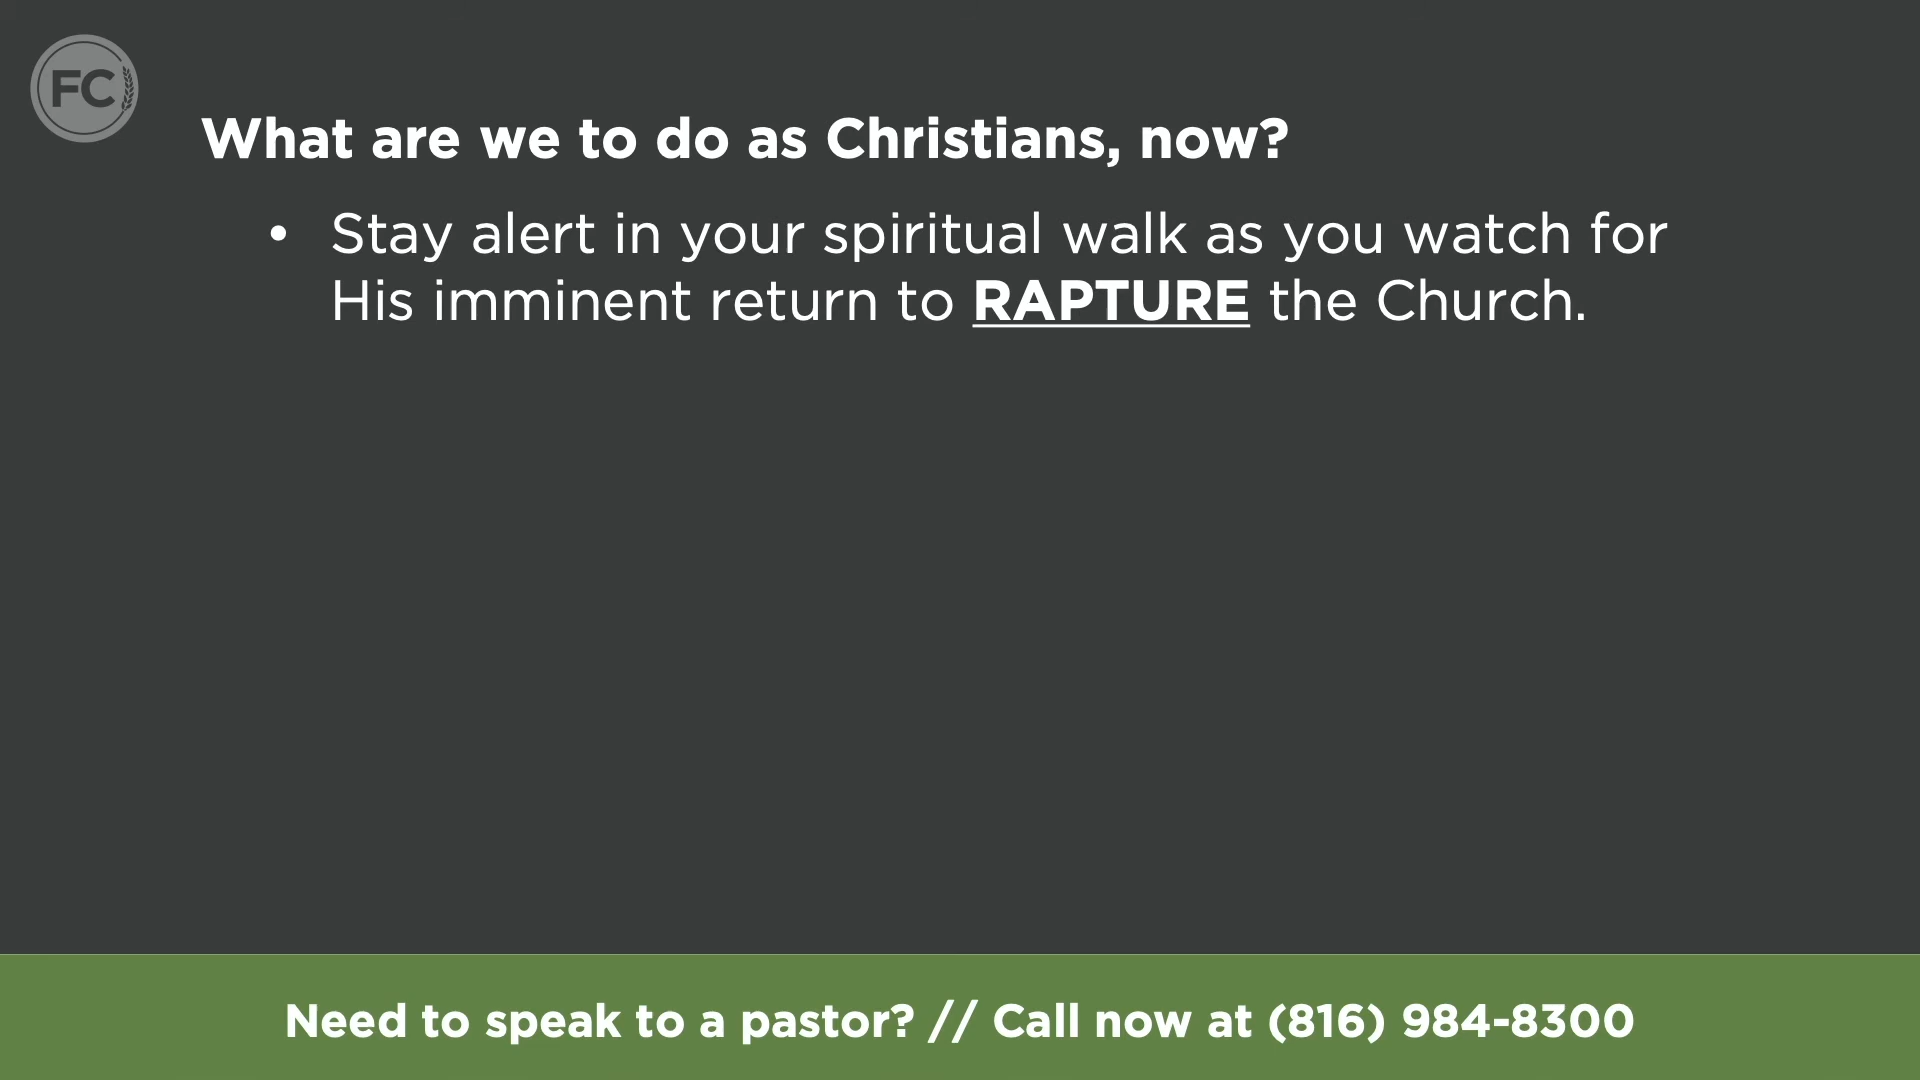 FC
What are we to do as Christians, now?
• Stay alert in your spiritual walk as you watch for
His imminent return to RAPTURE the Church.
Need to speak to a pastor? // Call now at (816) 984-8300